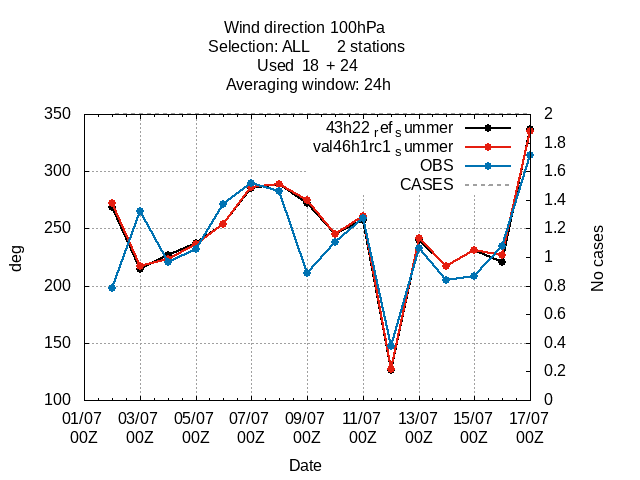 Wind direction 100hPa
Selection: ALL 2 stations
Used 18 + 24
Averaging window: 24h
43h22 refsummer
val46h1rc1 summer
OBS
CASES
350
300
250
200
150
100
deg
2
1.8
1.6
1.4
1.2
1
0.8
0.6
0.4
0.2
0
No cases
01/07 03/07 05/07 07/07 09/07 11/07 13/07 15/07 17/07
00Z 00Z 00Z 00Z 00Z 00Z 00Z 00Z 00Z
Date